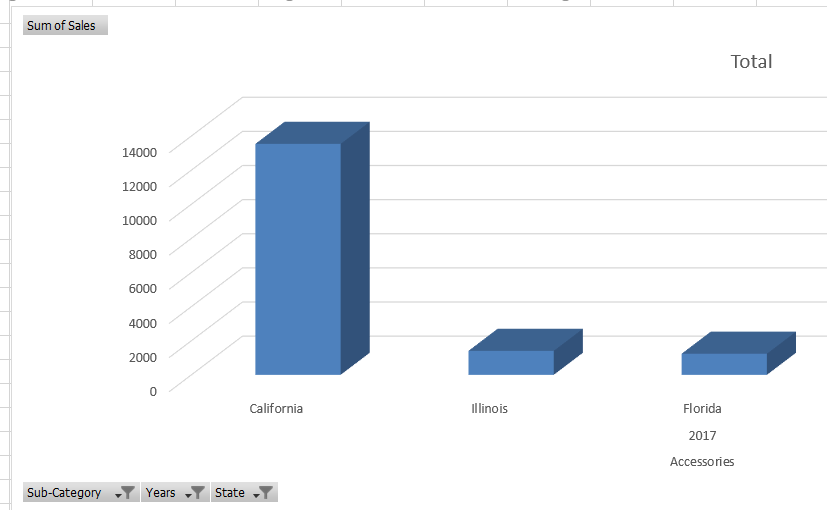 Sum of Sales
Total
14000
12000
10000
8000
6000
4000
2000
0
California Illinois Florida
2017
Accessories
Sub-Category Years State